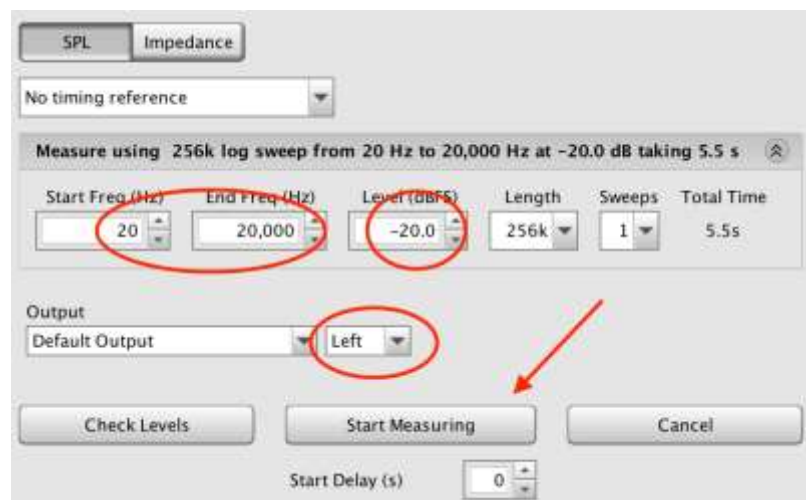 SPL Impedance
No timing reference
Measure using 256k log sweep from 20 Hz to 20,000 Hz at -20.0 dB taking 5.5 s
Start Freq (Hz) End Freq (Hz) Level (dBFS) Length Sweeps Total Time
20 20,000 -20.0 256k 1 5.5s
Output
Default Output Left
Check Levels Start Measuring Cancel
Start Delay (s) 0